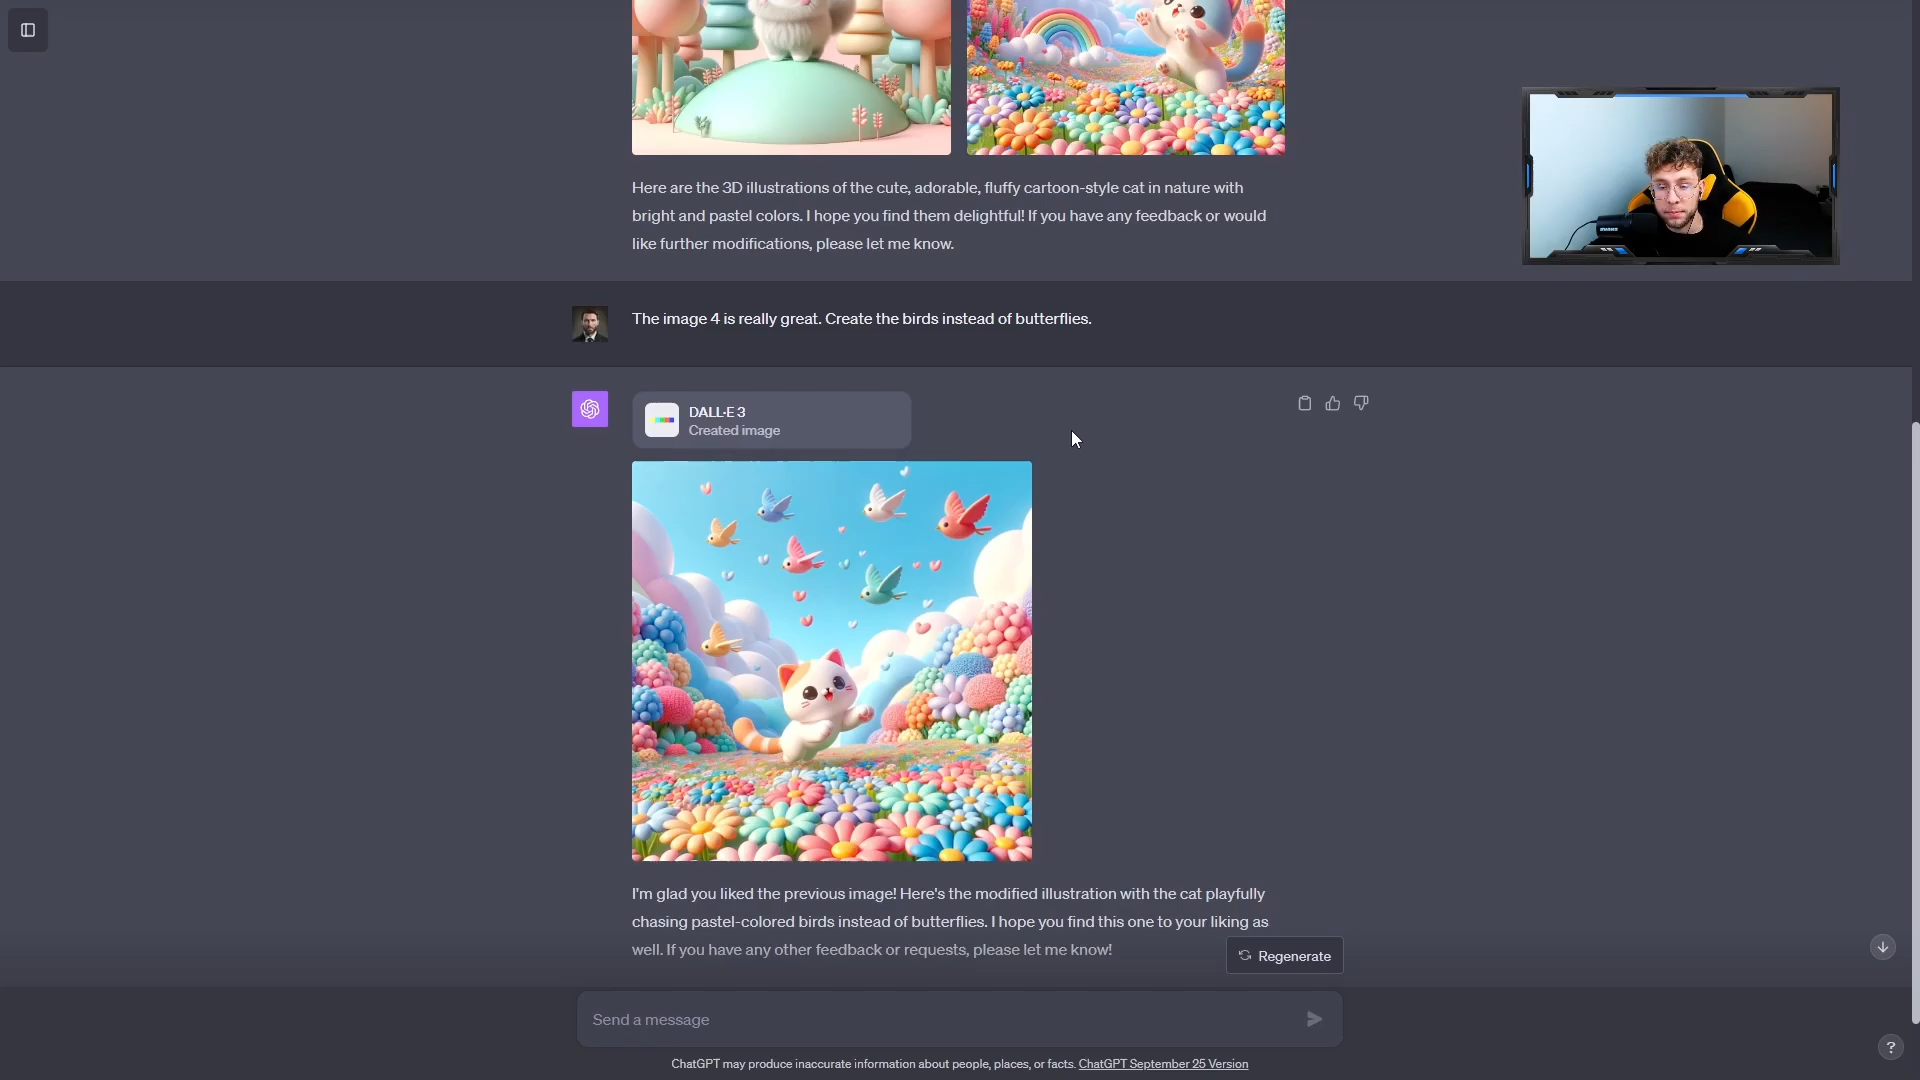 Here are the 3D illustrations of the cute, adorable, fluffy cartoon-style cat in nature with
bright and pastel colors. I hope you find them delightful! If you have any feedback or would
like further modifications, please let me know.
The image 4 is really great. Create the birds instead of butterflies.
DALL·E 3
Created image
I'm glad you liked the previous image! Here's the modified illustration with the cat playfully
chasing pastel-colored birds instead of butterflies. I hope you find this one to your liking as
well. If you have any other feedback or requests, please let me know!
Regenerate
Send a message
ChatGPT may produce inaccurate information about people, places, or facts. ChatGPT September 25 Version
?